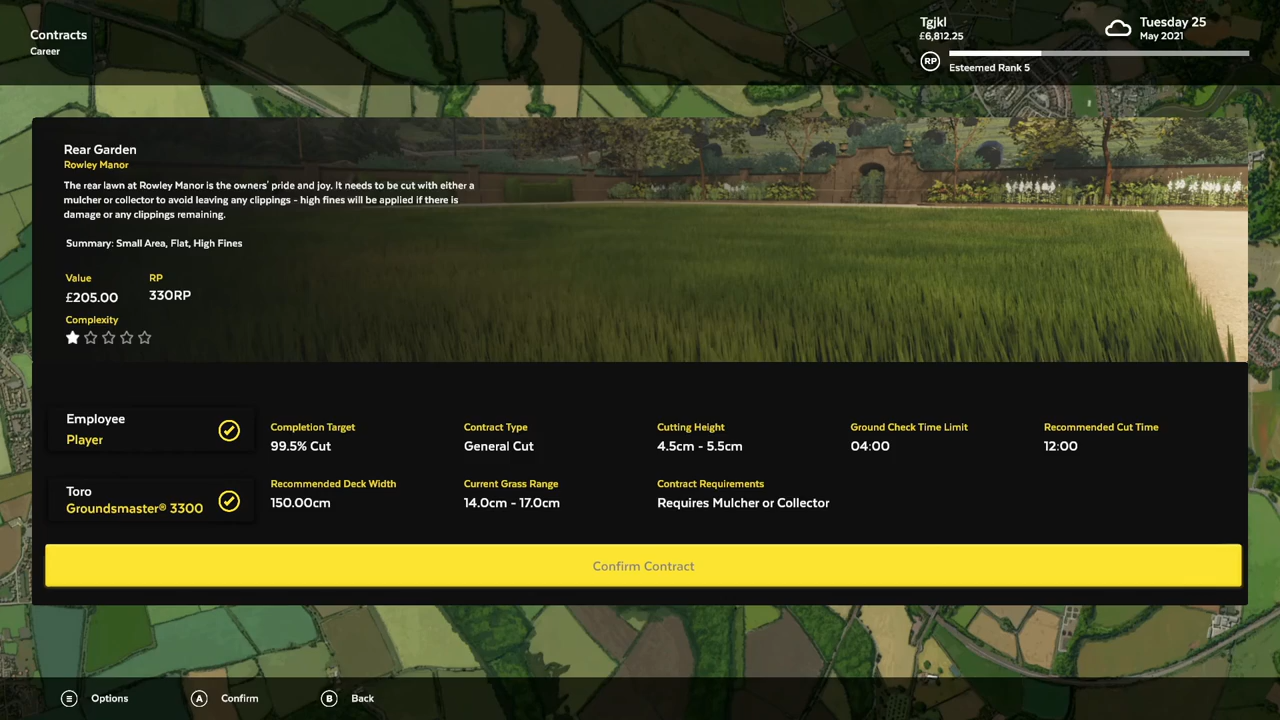 Contracts
Career
Tgjkl
£6,812.25
Tuesday 25
May 2021
RP
Esteemed Rank 5
Rear Garden
Rowley Manor
The rear lawn at Rowley Manor is the owners' pride and joy. It needs to be cut with either a
mulcher or collector to avoid leaving any clippings - high fines will be applied if there is
damage or any clippings remaining.
Summary: Small Area, Flat, High Fines
Value
£205.00
RP
330RP
Complexity
Employee
Player
Completion Target
99.5% Cut
Contract Type
General Cut
Cutting Height
4.5cm - 5.5cm
Ground Check Time Limit
04:00
Recommended Cut Time
12:00
Toro
Groundsmaster® 3300
Recommended Deck Width
150.00cm
Current Grass Range
14.0cm - 17.0cm
Contract Requirements
Requires Mulcher or Collector
Confirm Contract
Options
A Confirm
B Back